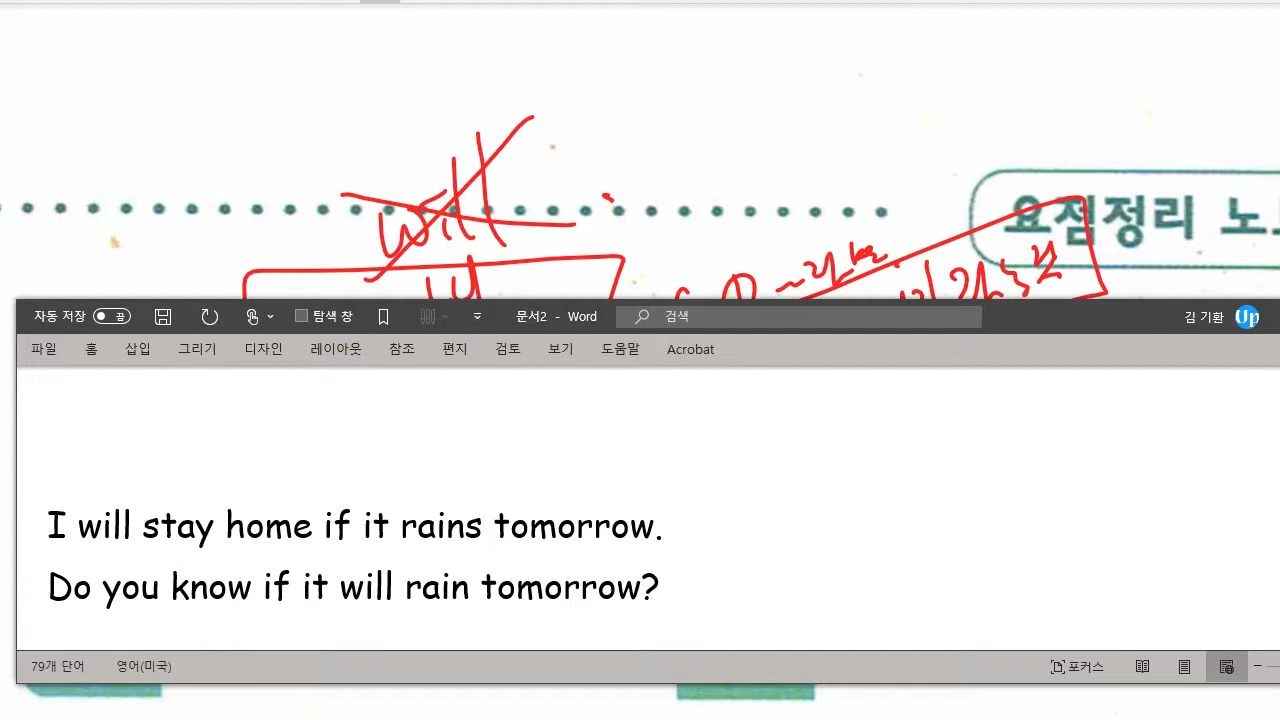 will
요점정리 노
자동 저장 끔 탐색 창 문서2 - Word 검색 김 기환 Up
파일 홈 삽입 그리기 디자인 레이아웃 참조 편지 검토 보기 도움말 Acrobat
I will stay home if it rains tomorrow.
Do you know if it will rain tomorrow?
79개 단어 영어(미국) 포커스